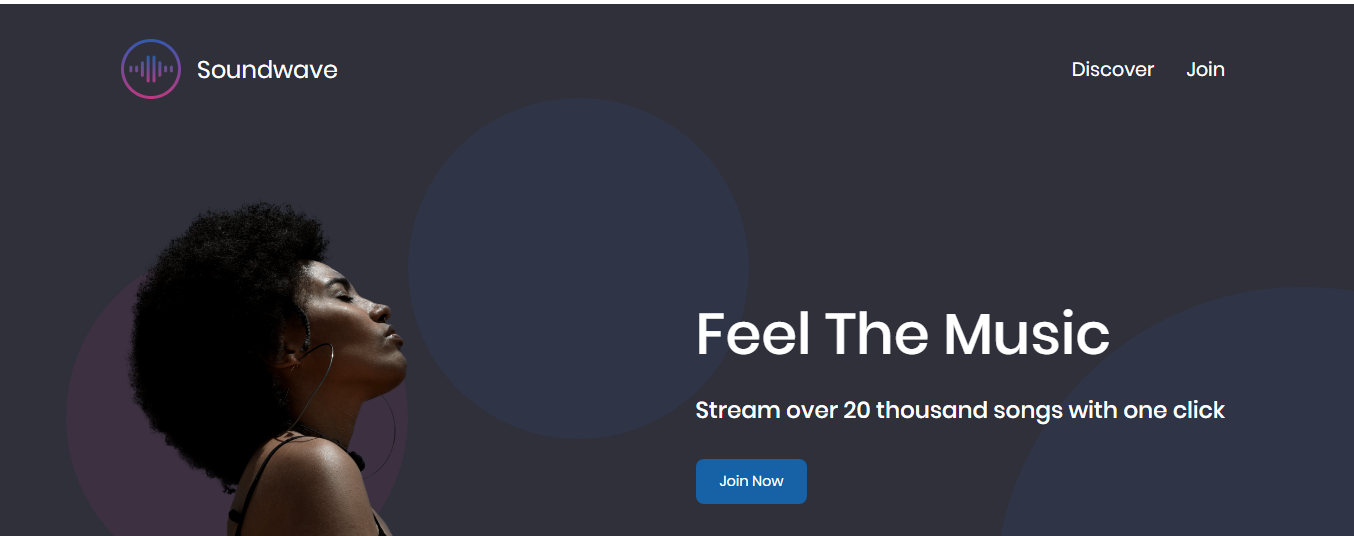 Soundwave
Discover
Join
Feel The Music
Stream over 20 thousand songs with one click
Join Now